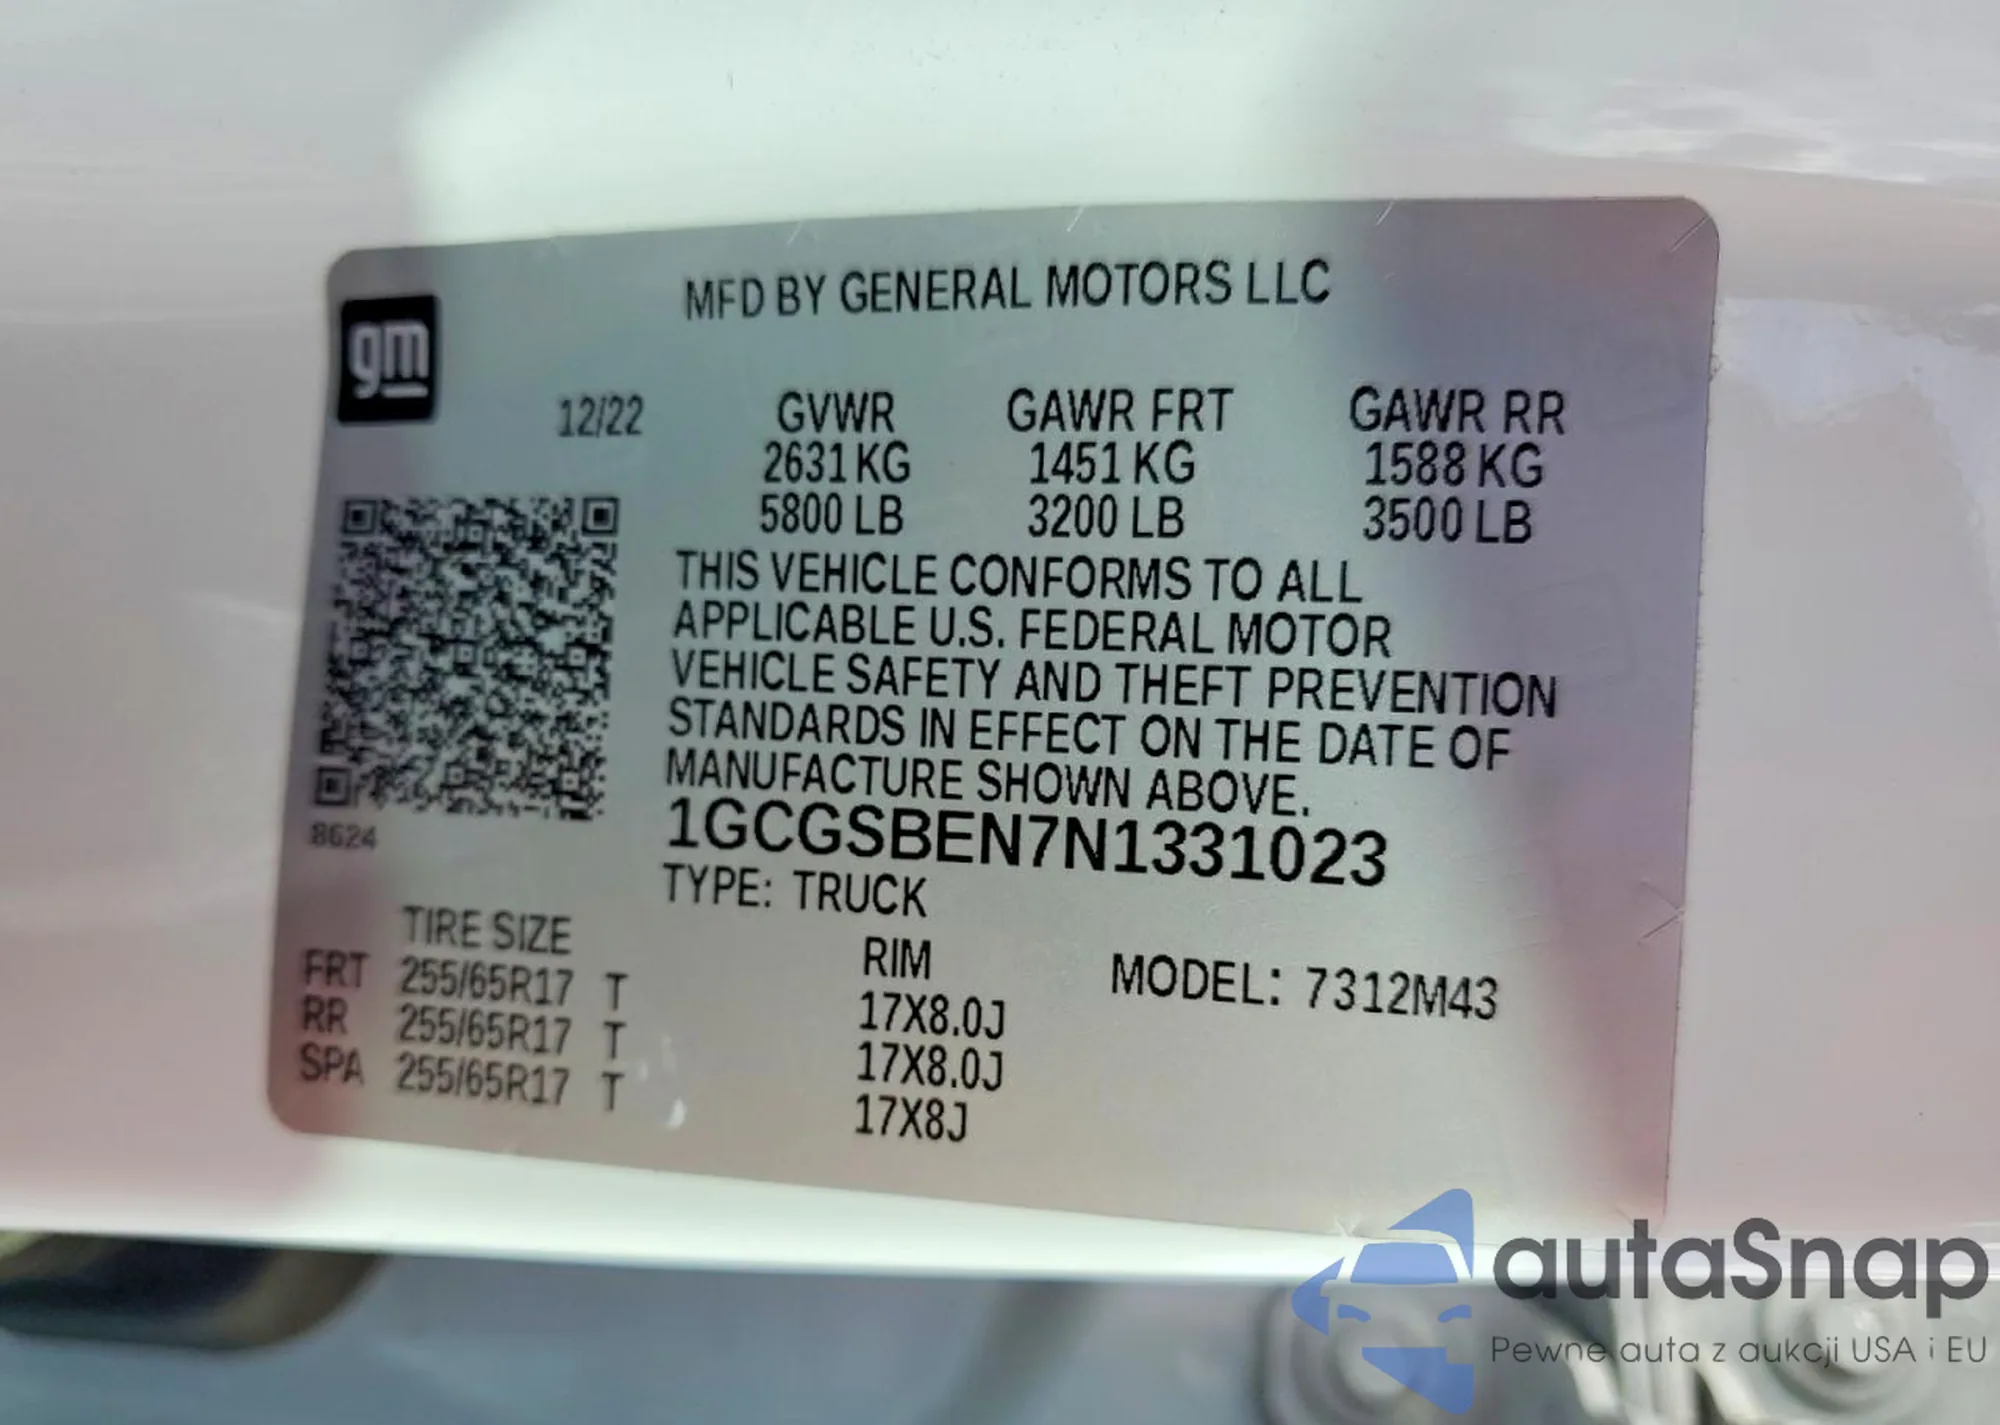 MFD BY GENERAL MOTORS LLC
gm
12/22 GVWR GAWR FRT GAWR RR
2631 KG 1451 KG 1588 KG
5800 LB 3200 LB 3500 LB
THIS VEHICLE CONFORMS TO ALL
APPLICABLE U.S. FEDERAL MOTOR
VEHICLE SAFETY AND THEFT PREVENTION
STANDARDS IN EFFECT ON THE DATE OF
MANUFACTURE SHOWN ABOVE.
8624
1GCGSBEN7N1331023
TYPE: TRUCK
TIRE SIZE RIM MODEL: 7312M43
FRT 255/65R17 T 17X8.0J
RR 255/65R17 T 17X8.0J
SPA 255/65R17 T 17X8J
autaSnap
Pewne auta z aukcji USA i EU